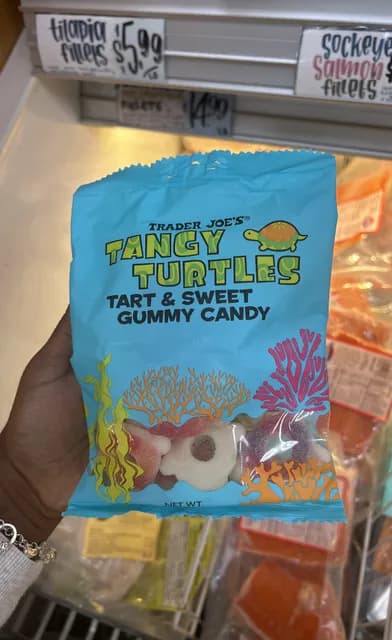 tilapia
fillets $5.99
sockeye
salmon $
fillets
FILLETS $14.99
TRADER JOE'S®
TANGY
TURTLES
TART & SWEET
GUMMY CANDY
NET WT